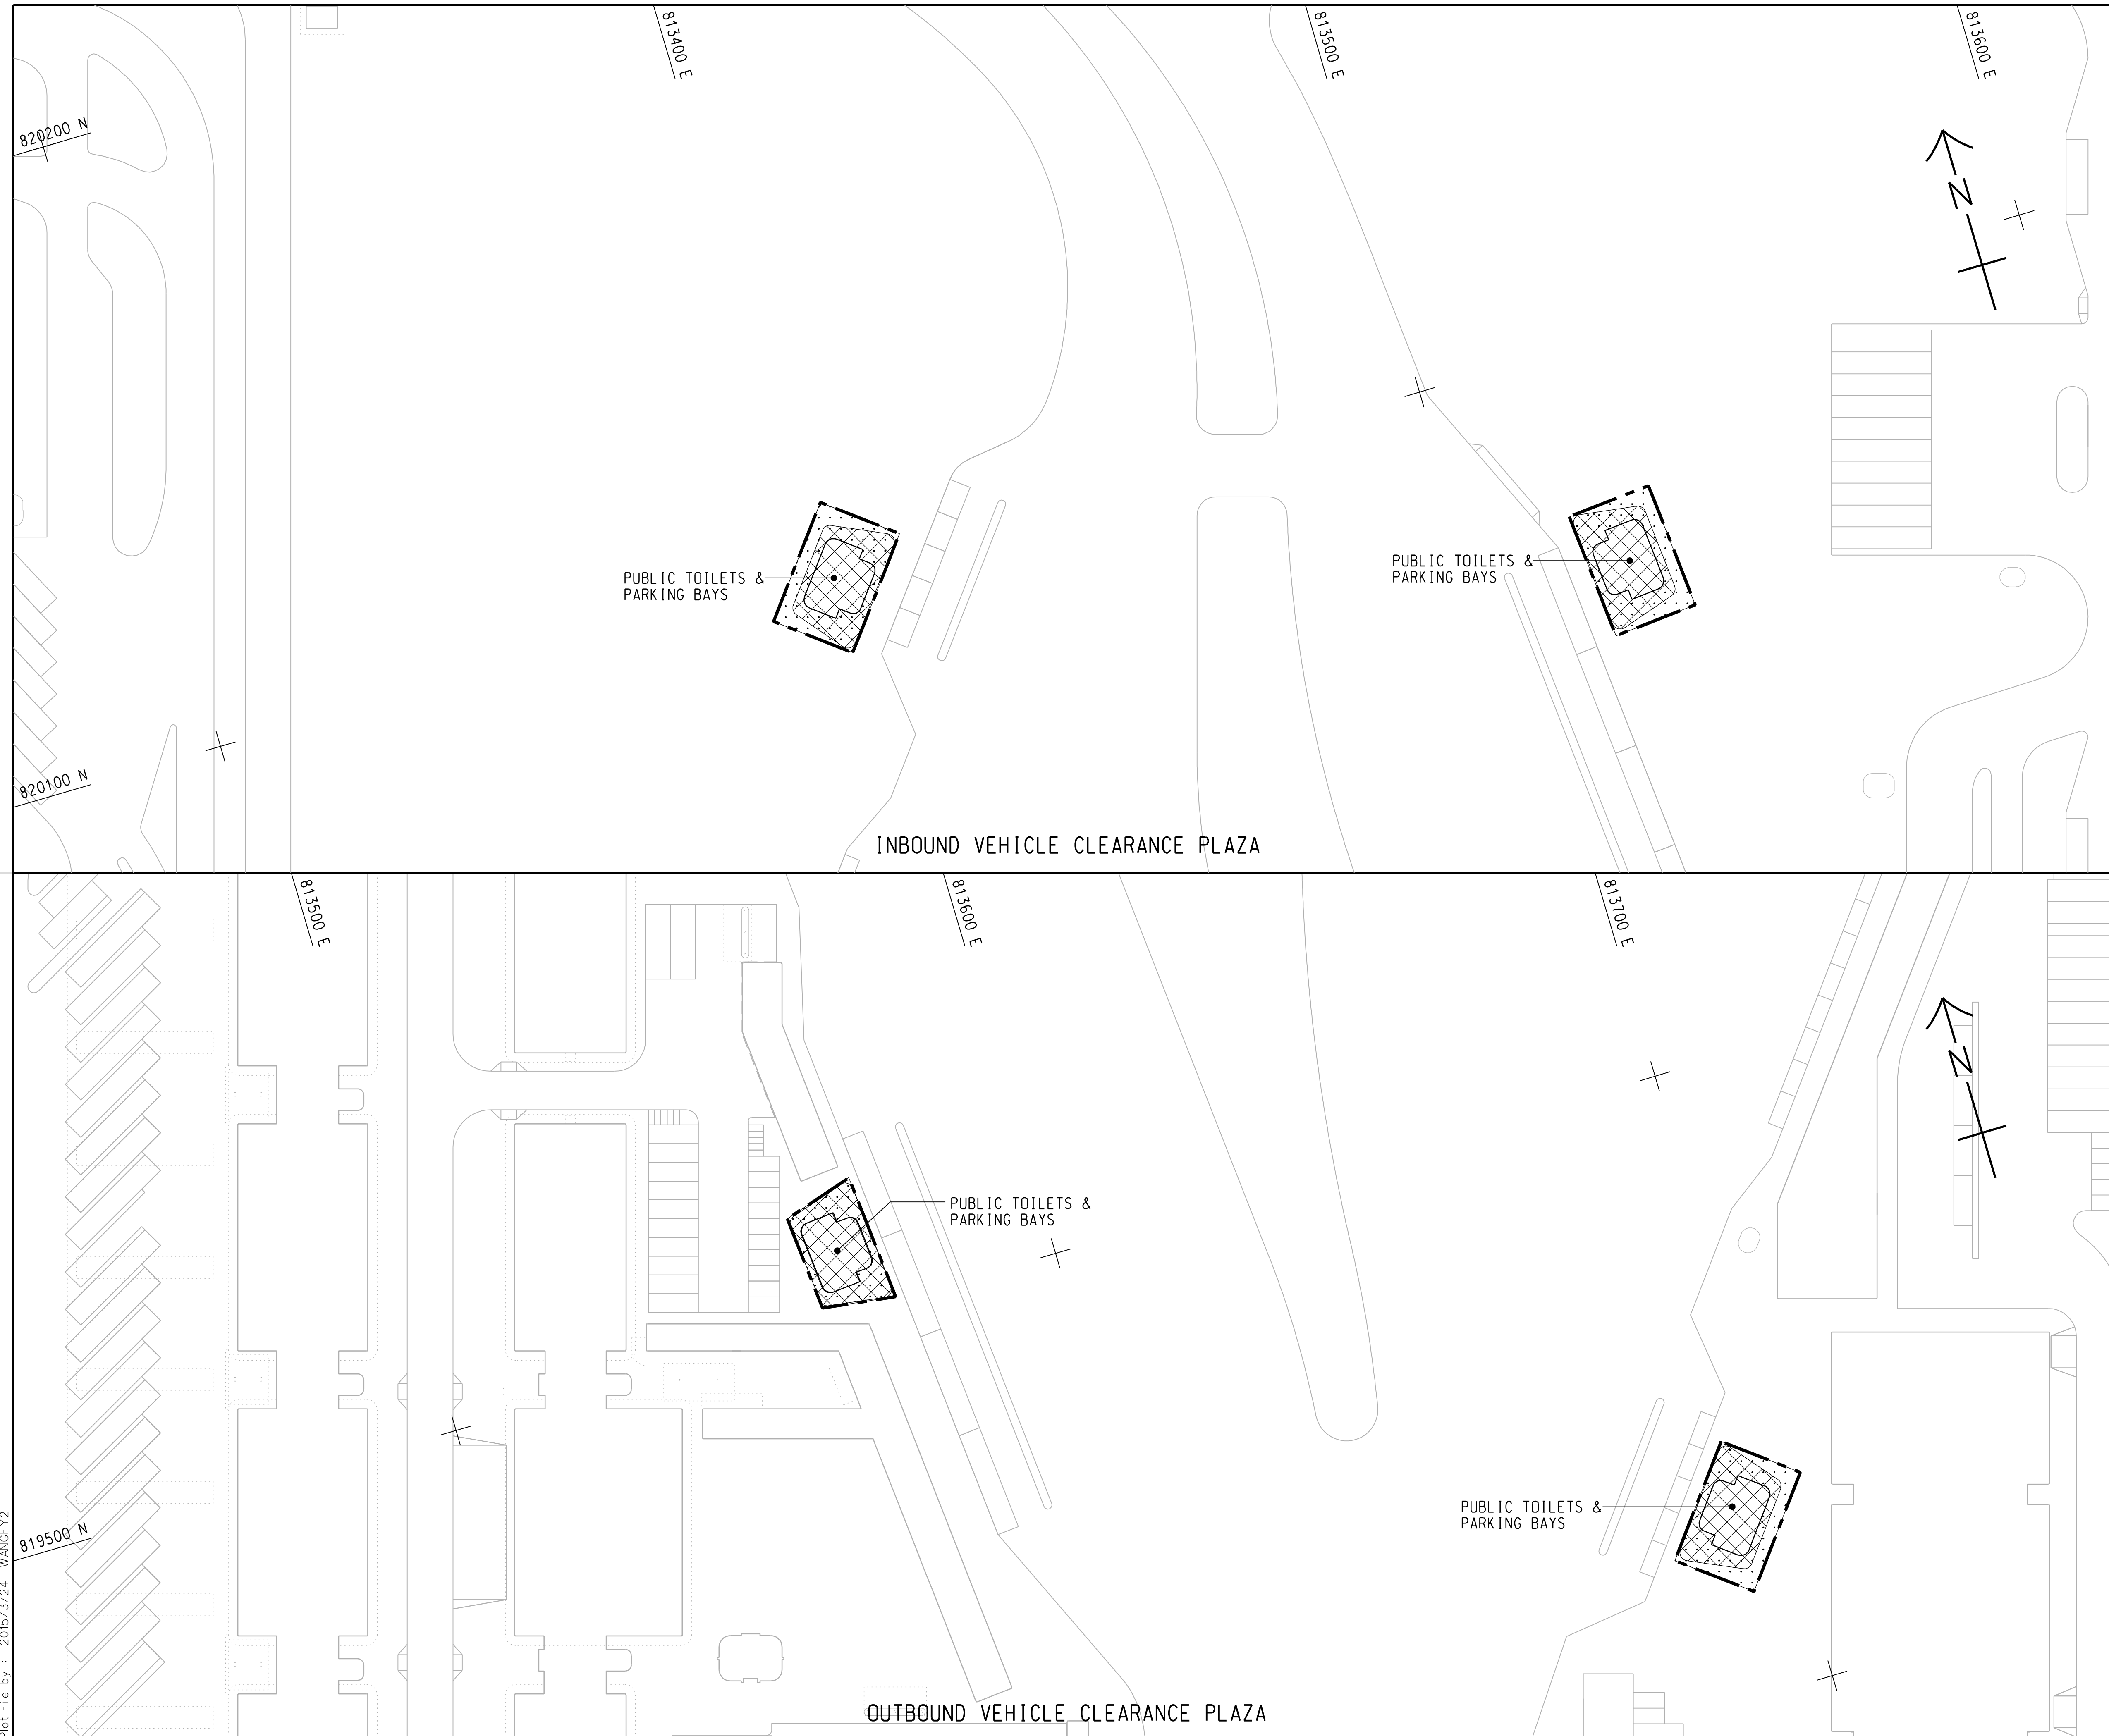 813400 E
813500 E
813600 E
820200 N
N
PUBLIC TOILETS &
PARKING BAYS
PUBLIC TOILETS &
PARKING BAYS
820100 N
INBOUND VEHICLE CLEARANCE PLAZA
813500 E
813600 E
813700 E
N
PUBLIC TOILETS &
PARKING BAYS
PUBLIC TOILETS &
PARKING BAYS
819500 N
OUTBOUND VEHICLE CLEARANCE PLAZA
Plot File by : 2015/3/24 WANGFY2